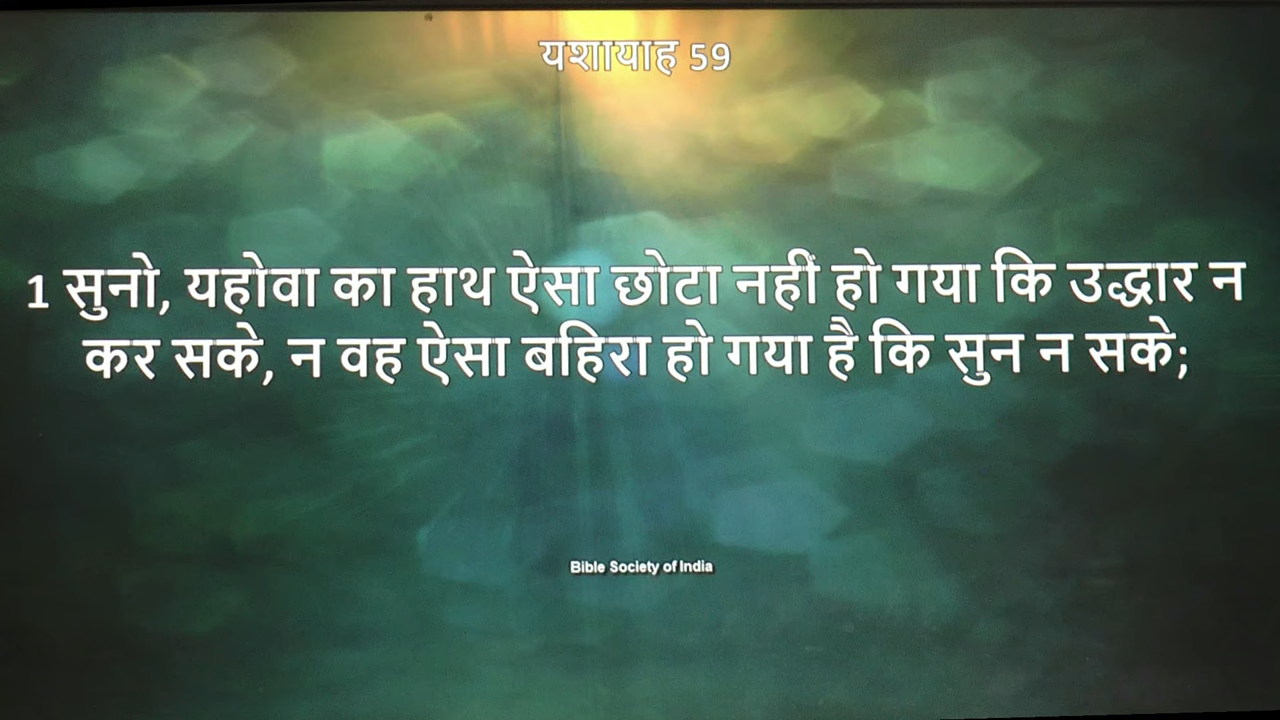 यशायाह 59
1 सुनो, यहोवा का हाथ ऐसा छोटा नहीं हो गया कि उद्धार न
कर सके, न वह ऐसा बहिरा हो गया है कि सुन न सके;
Bible Society of India